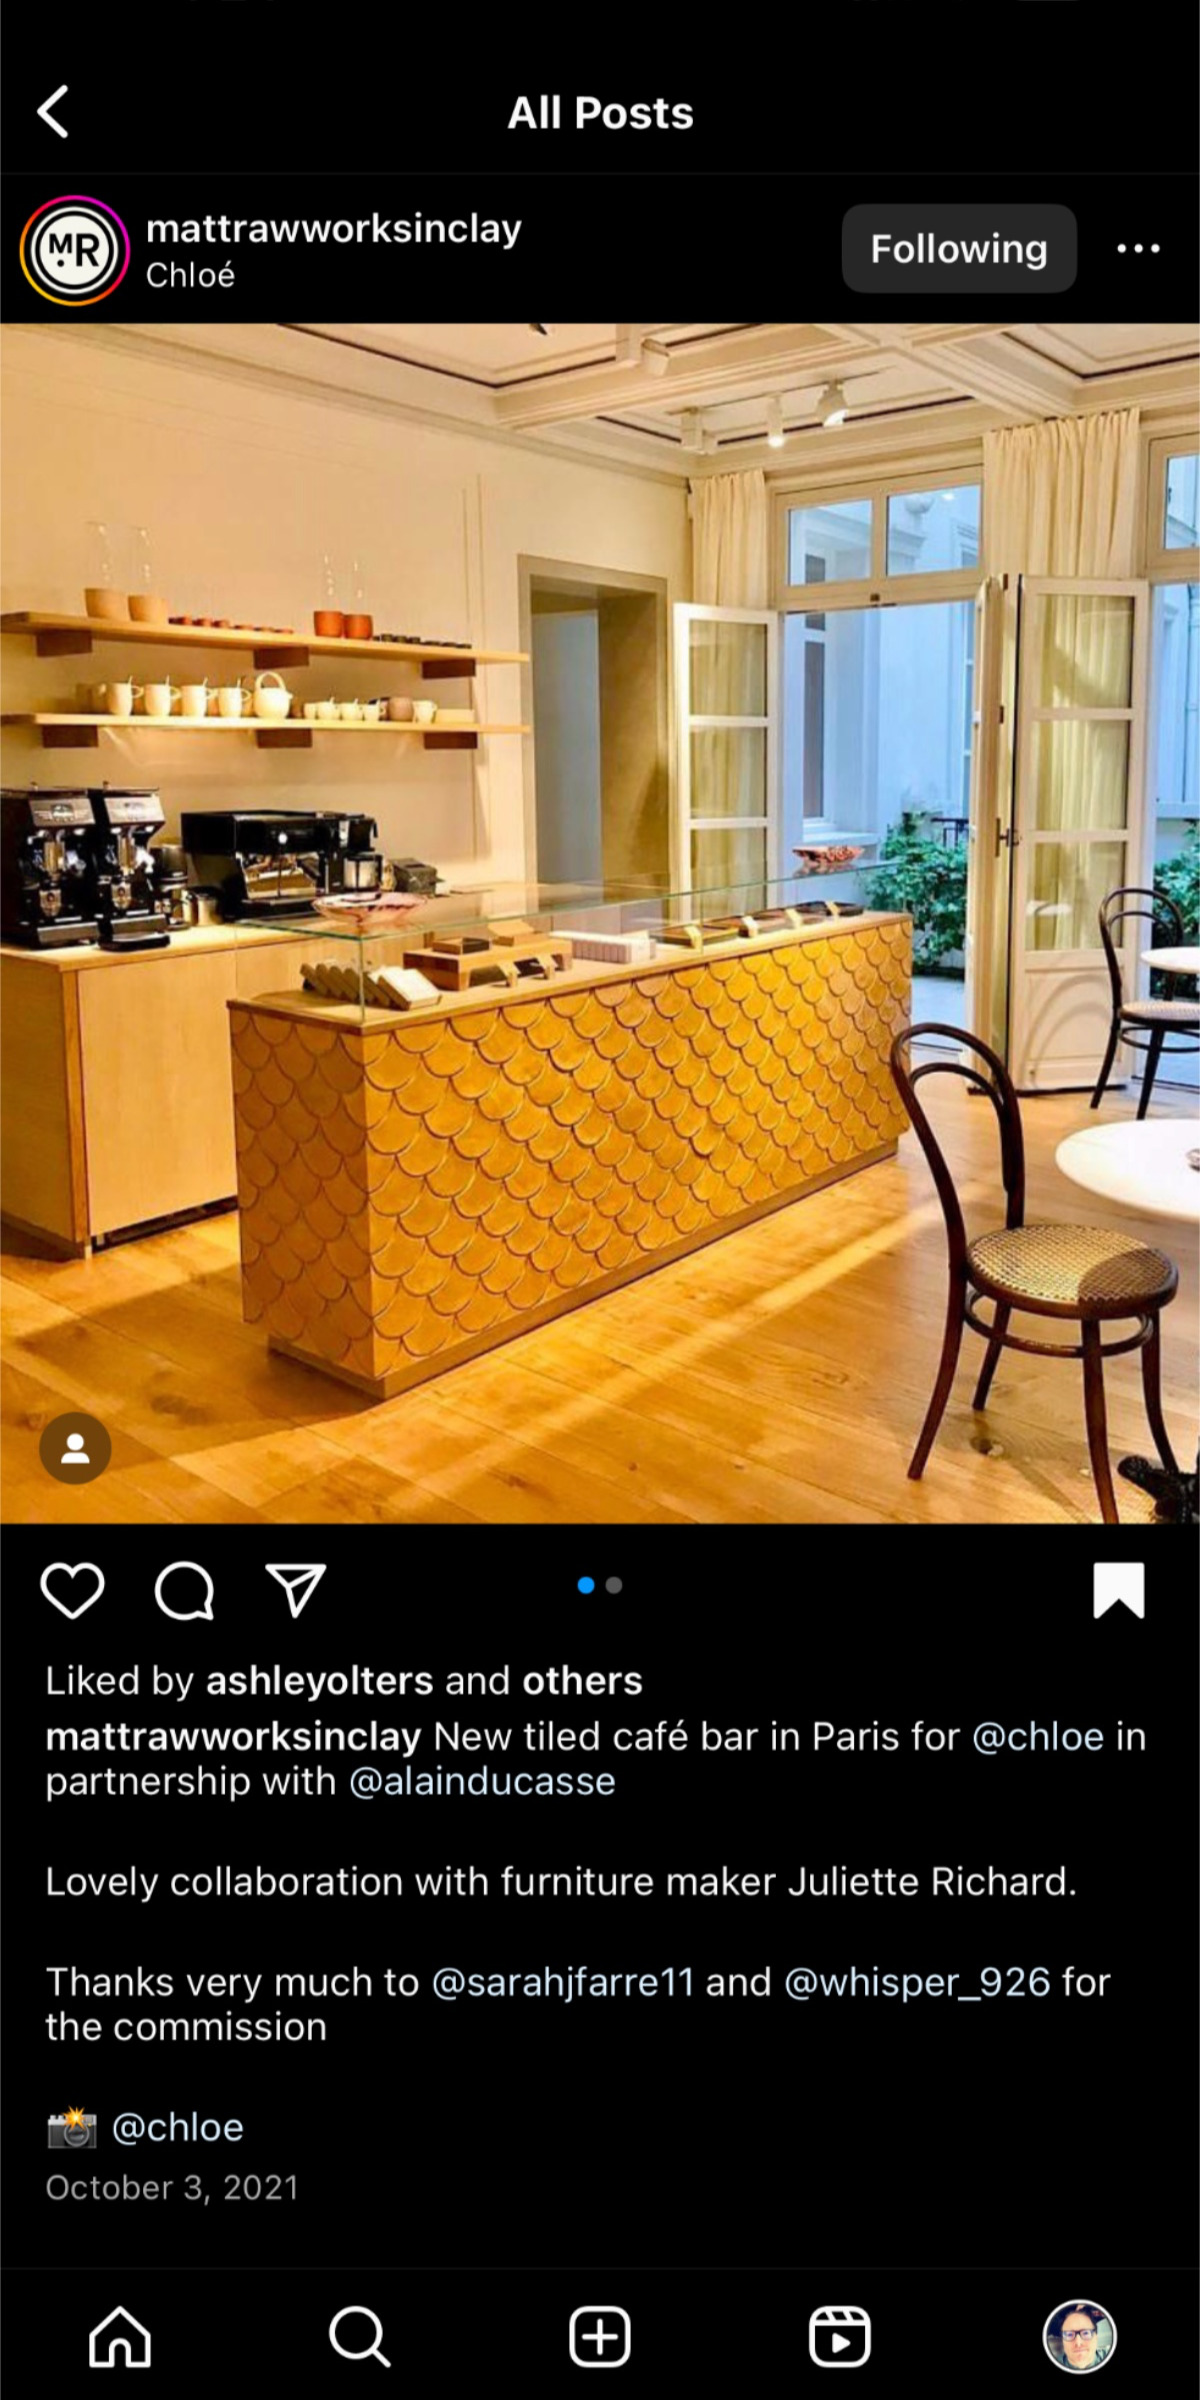 All Posts
MR
mattrawworksinclay
Chloé
Following
Liked by ashleyolters and others
mattrawworksinclay New tiled café bar in Paris for @chloe in
partnership with @alainducasse
Lovely collaboration with furniture maker Juliette Richard.
Thanks very much to @sarahjfarre11 and @whisper_926 for
the commission
📸 @chloe
October 3, 2021